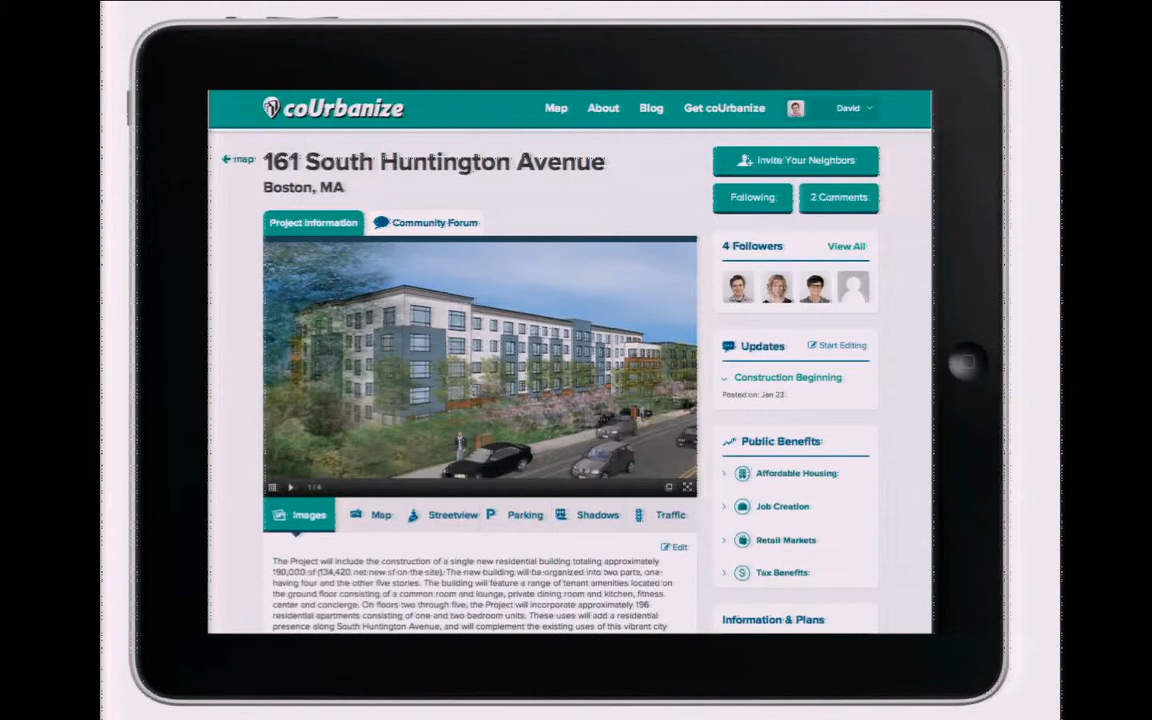 coUrbanize
Map About Blog Get coUrbanize David
map
161 South Huntington Avenue
Boston, MA
Invite Your Neighbors
Following 2 Comments
Project Information Community Forum
4 Followers View All
Updates Start Editing
Construction Beginning
Posted on: Jan 23
Public Benefits
Affordable Housing
Job Creation
Retail Markets
Tax Benefits
Information & Plans
1/4
Images Map Streetview Parking Shadows Traffic
Edit
The Project will include the construction of a single new residential building totaling approximately
190,000 sf (134,420 net new sf on the site). The new building will be organized into two parts, one
having four and the other five stories. The building will feature a range of tenant amenities located on
the ground floor consisting of a common room and lounge, private dining room and kitchen, fitness
center and concierge. On floors two through five, the Project will incorporate approximately 196
residential apartments consisting of one and two bedroom units. These uses will add a residential
presence along South Huntington Avenue, and will complement the existing uses of this vibrant city